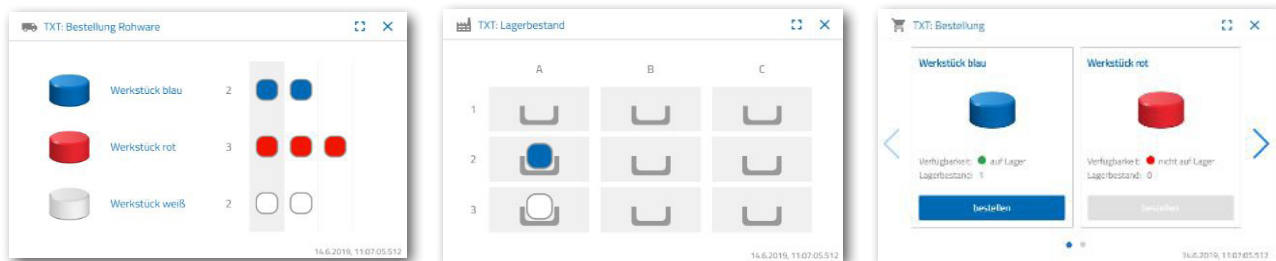 TXT: Bestellung Rohware
Werkstück blau 2
Werkstück rot 3
Werkstück weiß 2
14.6.2019, 11:07:05.512
TXT: Lagerbestand
A B C
1
2
3
14.6.2019, 11:07:05.512
TXT: Bestellung
Werkstück blau
Verfügbarkeit: auf Lager
Lagerbestand: 1
bestellen
Werkstück rot
Verfügbarkeit: nicht auf Lager
Lagerbestand: 0
bestellen
14.6.2019, 11:07:05.512